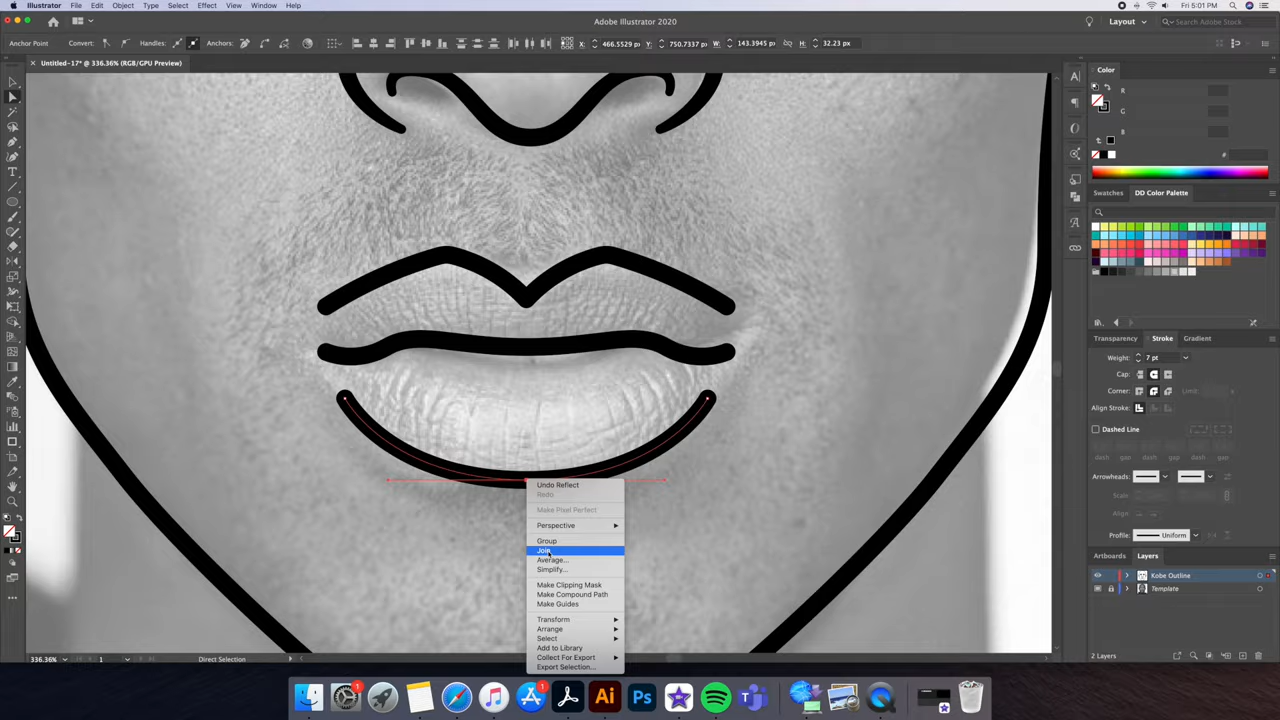 Illustrator File Edit Object Type Select Effect View Window Help
Fri 5:01 PM
Adobe Illustrator 2020
Layout
Search Adobe Stock
Anchor Point Convert: Handles: Anchors: X: 466.5529 px Y: 750.7337 px W: 143.3945 px H: 32.23 px
Untitled-17* @ 336.36% (RGB/GPU Preview)
Color
R
G
B
#
Swatches DD Color Palette
Transparency Stroke Gradient
Weight: 7 pt
Cap:
Corner: Limit:
Align Stroke:
Dashed Line
dash gap dash gap dash gap
Arrowheads:
Scale:
Align:
Profile: Uniform
Artboards Layers
Kobe Outline
Template
2 Layers
Undo Reflect
Redo
Make Pixel Perfect
Perspective
Group
Join
Average...
Simplify...
Make Clipping Mask
Make Compound Path
Make Guides
Transform
Arrange
Select
Add to Library
Collect For Export
Export Selection...
336.36% 1 Direct Selection
1
1
Ai
Ps
T